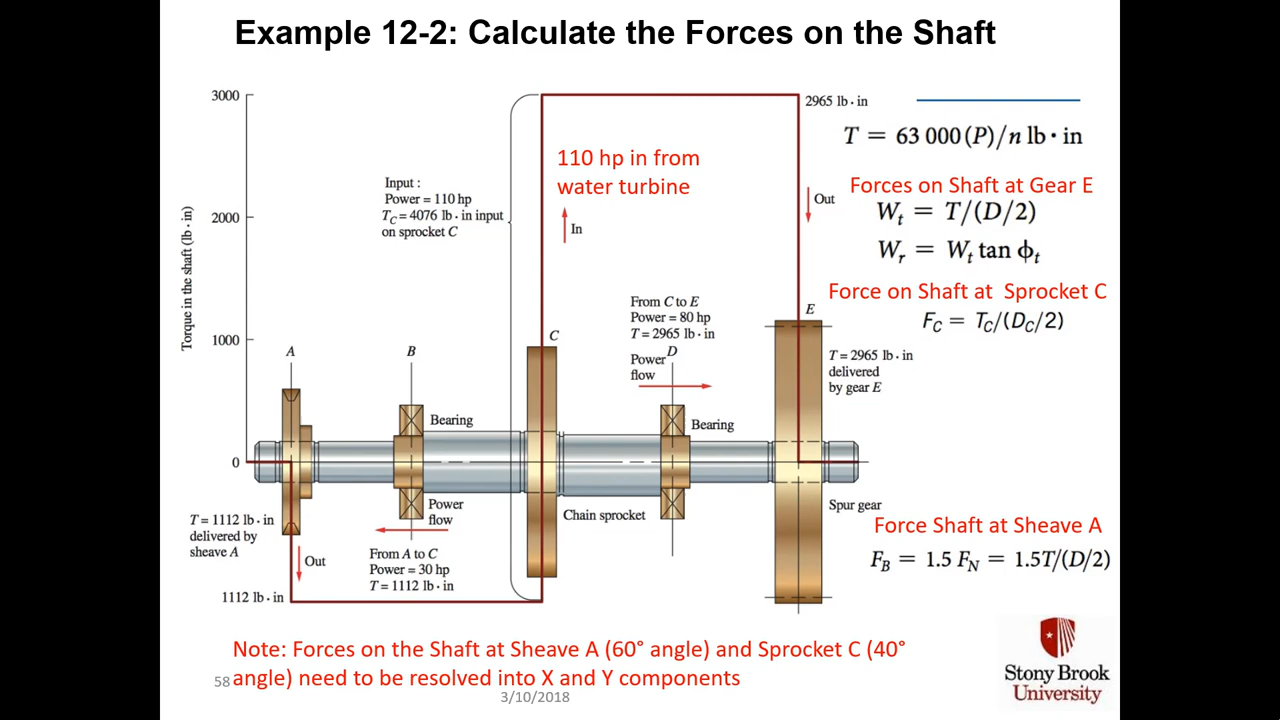 Example 12-2: Calculate the Forces on the Shaft
3000
2965 lb · in
T = 63 000(P)/n lb · in
110 hp in from
water turbine
Input :
Power = 110 hp
T_C = 4076 lb · in input
on sprocket C
Forces on Shaft at Gear E
W_t = T/(D/2)
W_r = W_t tan ϕ_t
Out
In
2000
Torque in the shaft (lb · in)
Force on Shaft at Sprocket C
F_C = T_C/(D_C/2)
From C to E
Power = 80 hp
T = 2965 lb · in
Power
flow
1000
A
B
C
D
E
T = 2965 lb · in
delivered
by gear E
Bearing
Bearing
0
Power
flow
Chain sprocket
Spur gear
Force Shaft at Sheave A
F_B = 1.5 F_N = 1.5T/(D/2)
T = 1112 lb · in
delivered by
sheave A
Out
From A to C
Power = 30 hp
T = 1112 lb · in
1112 lb · in
Note: Forces on the Shaft at Sheave A (60° angle) and Sprocket C (40°
angle) need to be resolved into X and Y components
58
3/10/2018
Stony Brook
University